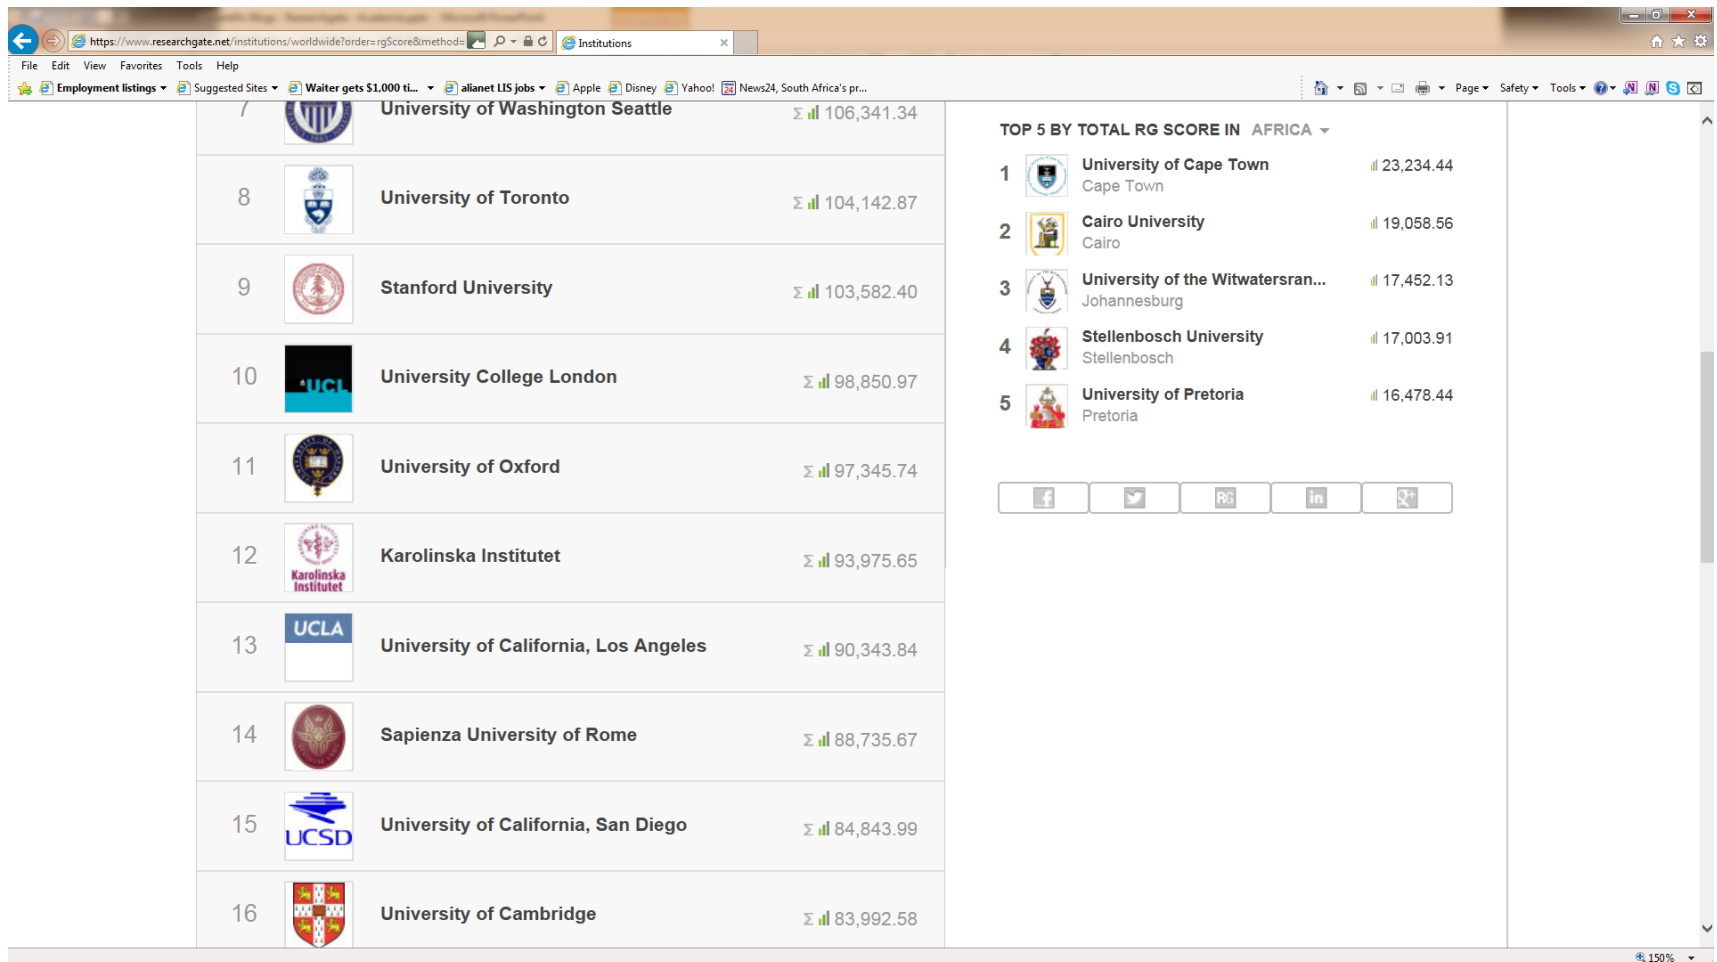 https://www.researchgate.net/institutions/worldwide?order=rgScore&method=
Institutions
File Edit View Favorites Tools Help
Employment listings
Suggested Sites
Waiter gets $1,000 ti...
alianet LIS jobs
Apple
Disney
Yahoo!
News24, South Africa's pr...
Page Safety Tools
7 University of Washington Seattle Σ 106,341.34
8 University of Toronto Σ 104,142.87
9 Stanford University Σ 103,582.40
10 UCL University College London Σ 98,850.97
11 University of Oxford Σ 97,345.74
12 Karolinska Institutet Karolinska Institutet Σ 93,975.65
13 UCLA University of California, Los Angeles Σ 90,343.84
14 Sapienza University of Rome Σ 88,735.67
15 UCSD University of California, San Diego Σ 84,843.99
16 University of Cambridge Σ 83,992.58
TOP 5 BY TOTAL RG SCORE IN AFRICA
1 University of Cape Town 23,234.44
Cape Town
2 Cairo University 19,058.56
Cairo
3 University of the Witwatersran... 17,452.13
Johannesburg
4 Stellenbosch University 17,003.91
Stellenbosch
5 University of Pretoria 16,478.44
Pretoria
f RG in g+
150%